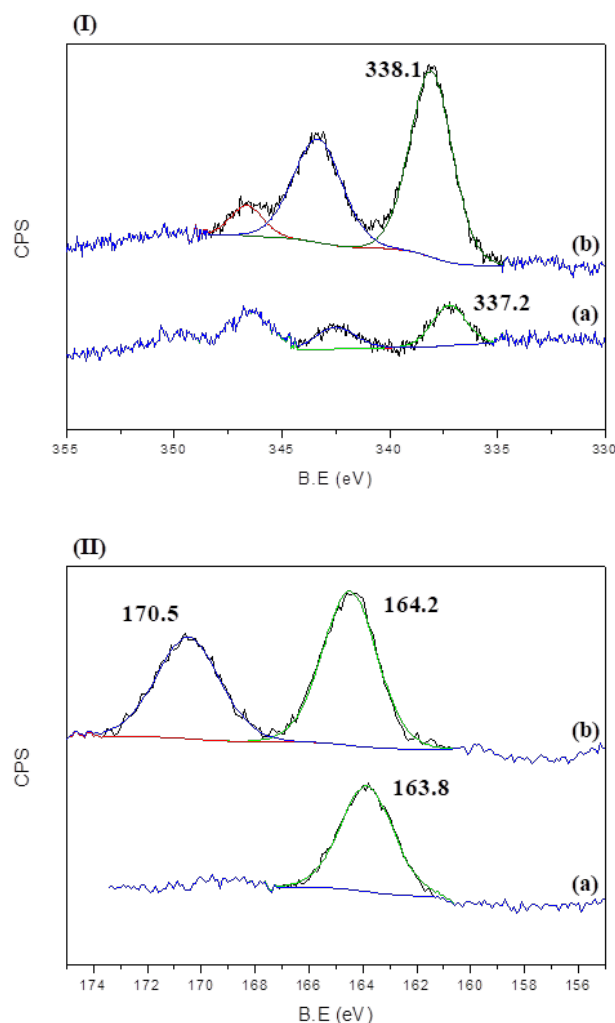 (I)
338.1
(b)
337.2
(a)
CPS
355 350 345 340 335 330
B.E (eV)
(II)
170.5 164.2
(b)
163.8
(a)
CPS
174 172 170 168 166 164 162 160 158 156
B.E (eV)